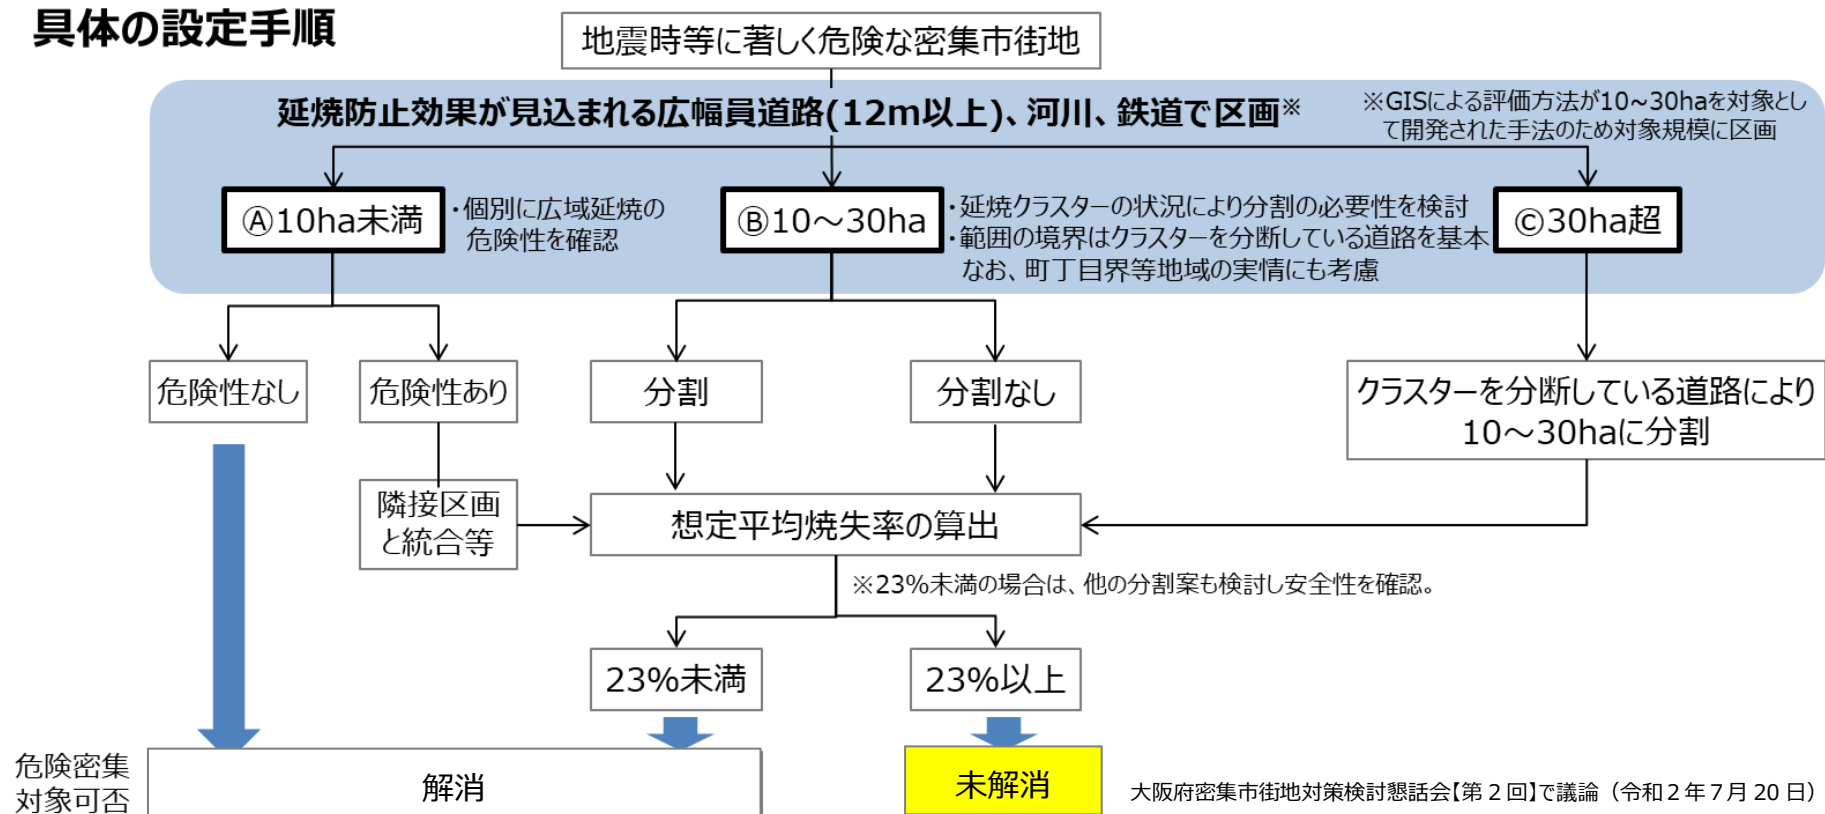 具体の設定手順
地震時等に著しく危険な密集市街地
延焼防止効果が見込まれる広幅員道路(12m以上)、河川、鉄道で区画※
※GISによる評価方法が10~30haを対象とし
て開発された手法のため対象規模に区画
Ⓐ10ha未満
・個別に広域延焼の
危険性を確認
Ⓑ10～30ha
・延焼クラスターの状況により分割の必要性を検討
・範囲の境界はクラスターを分断している道路を基本
なお、町丁目界等地域の実情にも考慮
Ⓒ30ha超
危険性なし
危険性あり
分割
分割なし
クラスターを分断している道路により
10～30haに分割
隣接区画
と統合等
想定平均焼失率の算出
※23%未満の場合は、他の分割案も検討し安全性を確認。
23%未満
23%以上
危険密集
対象可否
解消
未解消
大阪府密集市街地対策検討懇話会【第２回】で議論（令和２年７月 20 日）